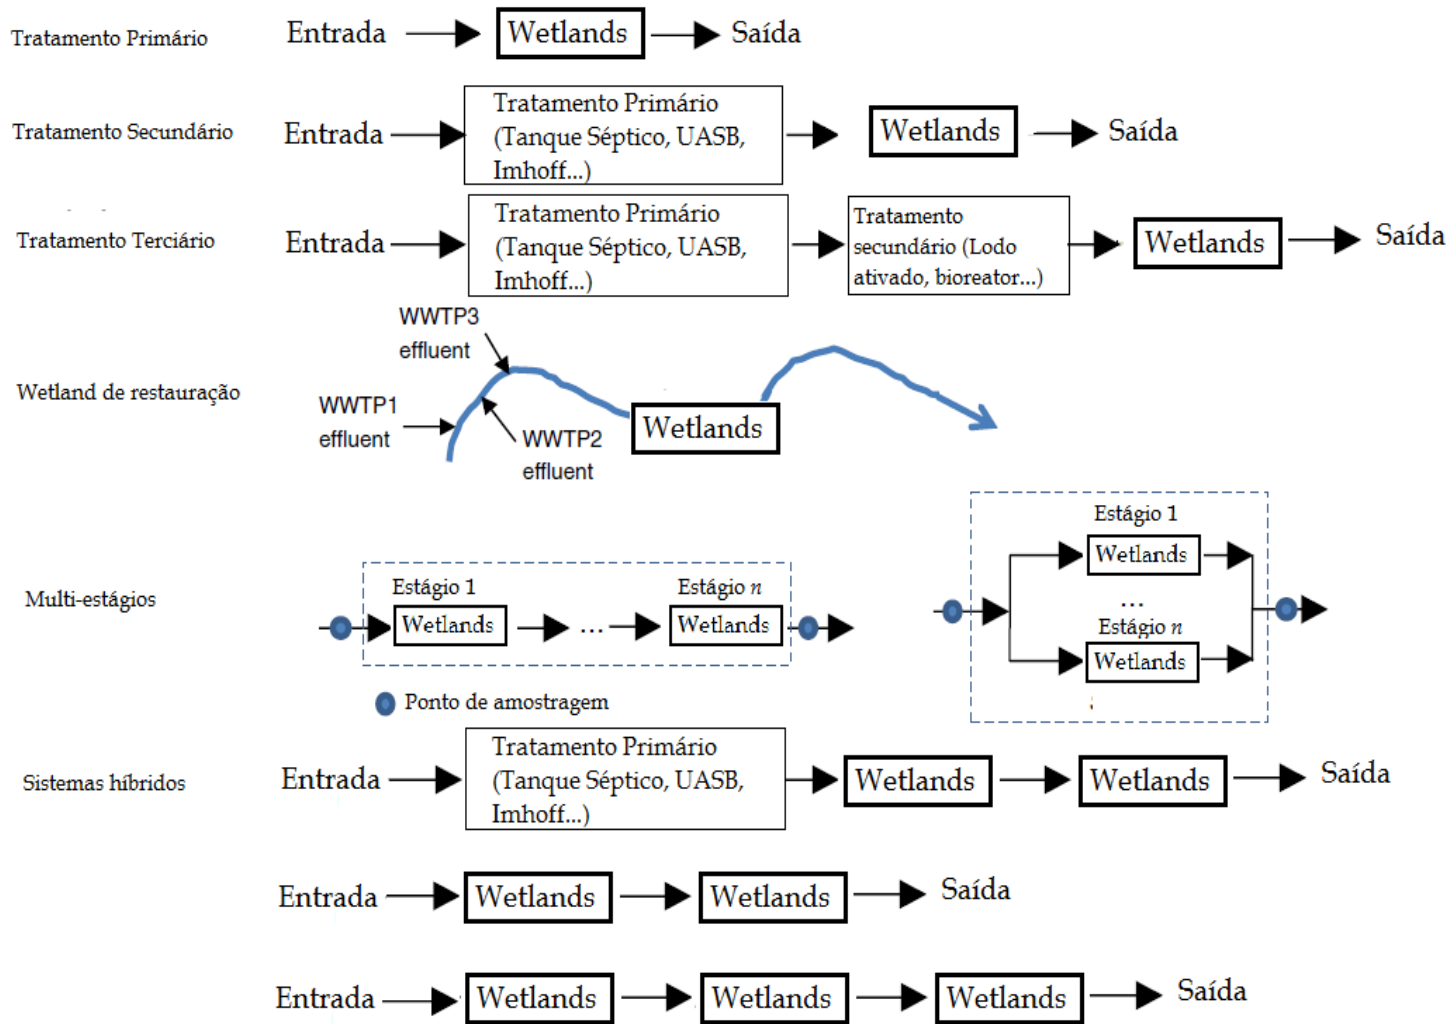 Tratamento Primário
Entrada
Wetlands
Saída
Tratamento Secundário
Entrada
Tratamento Primário
(Tanque Séptico, UASB,
Imhoff...)
Wetlands
Saída
Tratamento Terciário
Entrada
Tratamento Primário
(Tanque Séptico, UASB,
Imhoff...)
Tratamento
secundário (Lodo
ativado, bioreator...)
Wetlands
Saída
Wetland de restauração
WWTP3
effluent
WWTP1
effluent
WWTP2
effluent
Wetlands
Multi-estágios
Estágio 1
Wetlands
...
Estágio n
Wetlands
Estágio 1
Wetlands
...
Estágio n
Wetlands
Ponto de amostragem
Sistemas híbridos
Entrada
Tratamento Primário
(Tanque Séptico, UASB,
Imhoff...)
Wetlands
Wetlands
Saída
Entrada
Wetlands
Wetlands
Saída
Entrada
Wetlands
Wetlands
Wetlands
Saída